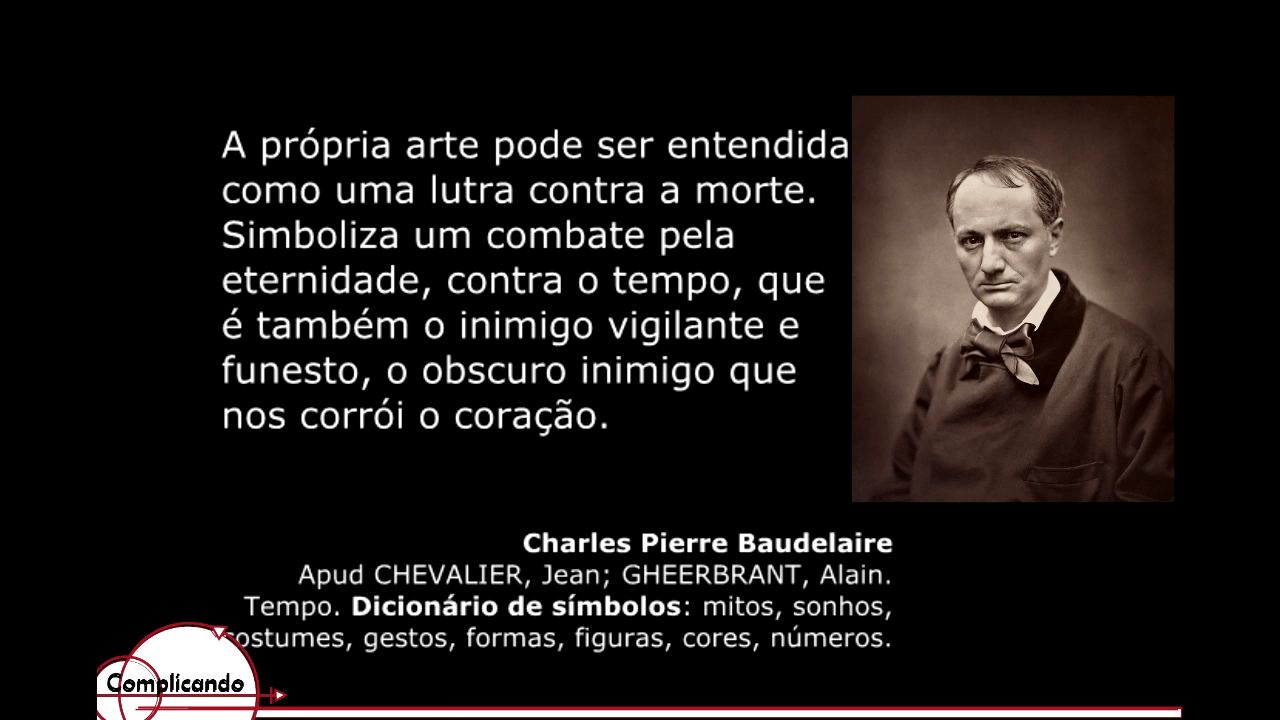 A própria arte pode ser entendida
como uma lutra contra a morte.
Simboliza um combate pela
eternidade, contra o tempo, que
é também o inimigo vigilante e
funesto, o obscuro inimigo que
nos corrói o coração.
Charles Pierre Baudelaire
Apud CHEVALIER, Jean; GHEERBRANT, Alain.
Tempo. Dicionário de símbolos: mitos, sonhos,
costumes, gestos, formas, figuras, cores, números.
Complicando